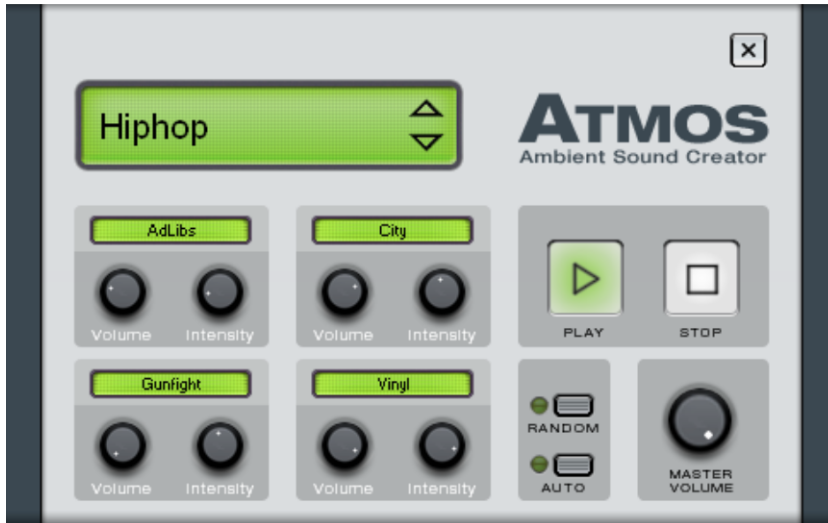 Hiphop
ATMOS
Ambient Sound Creator
AdLibs
City
Volume Intensity
Volume Intensity
PLAY STOP
Gunfight
Vinyl
RANDOM
AUTO
Volume Intensity
Volume Intensity
MASTER
VOLUME